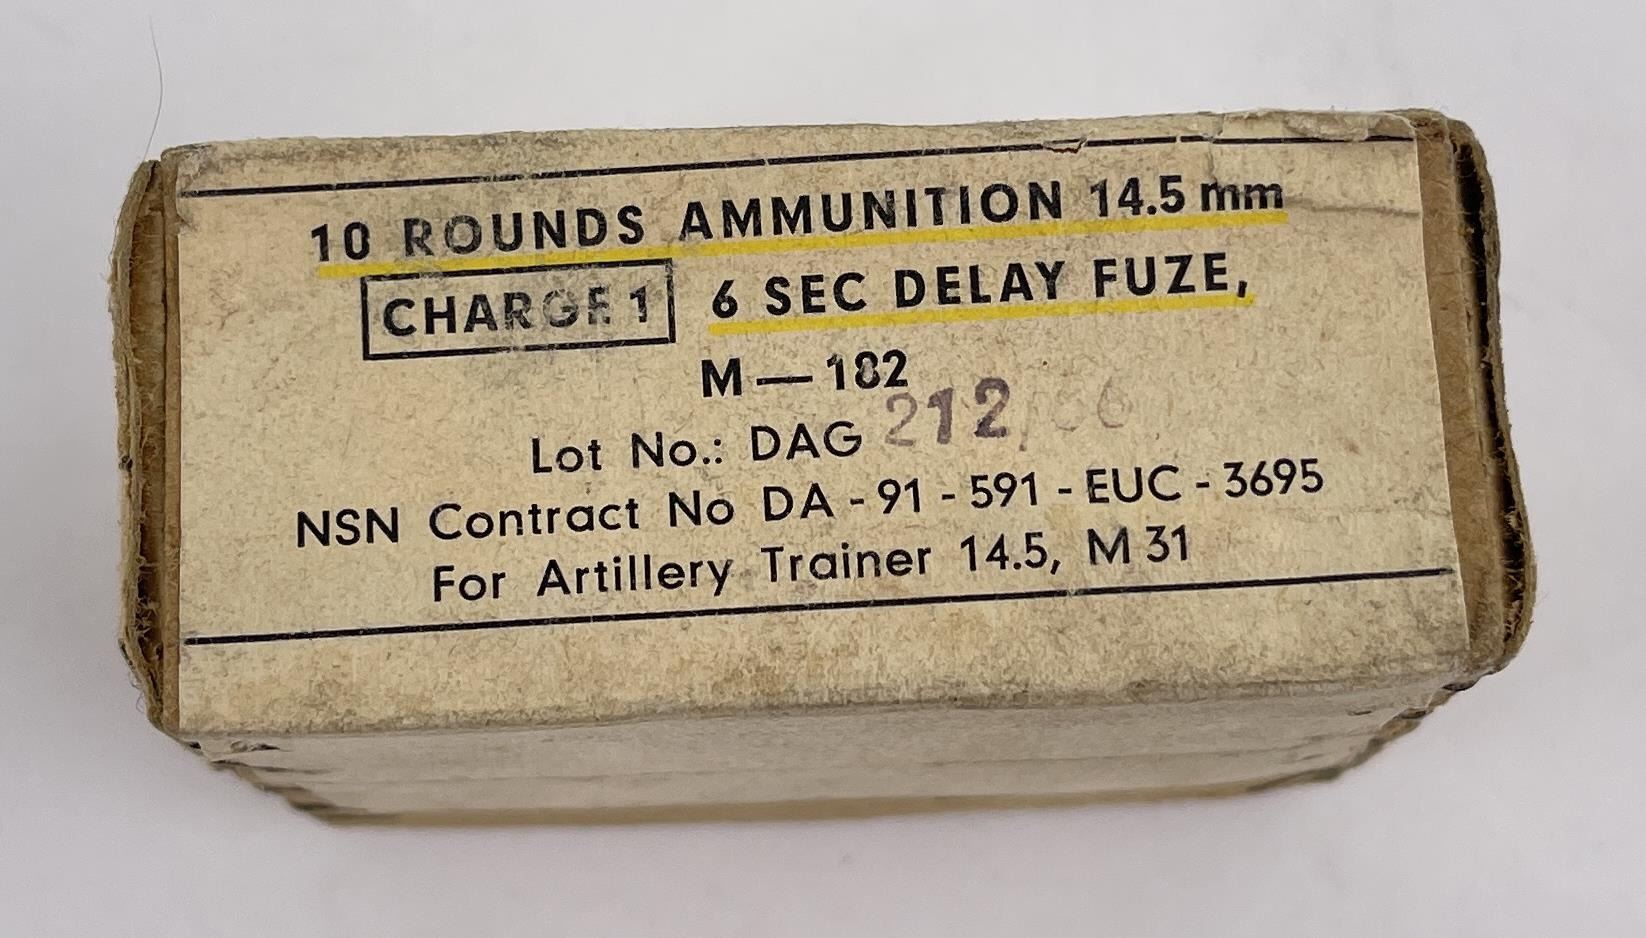 10 ROUNDS AMMUNITION 14.5 mm
CHARGE 1 6 SEC DELAY FUZE,
M — 182
Lot No.: DAG 212/66
NSN Contract No DA - 91 - 591 - EUC - 3695
For Artillery Trainer 14.5, M 31